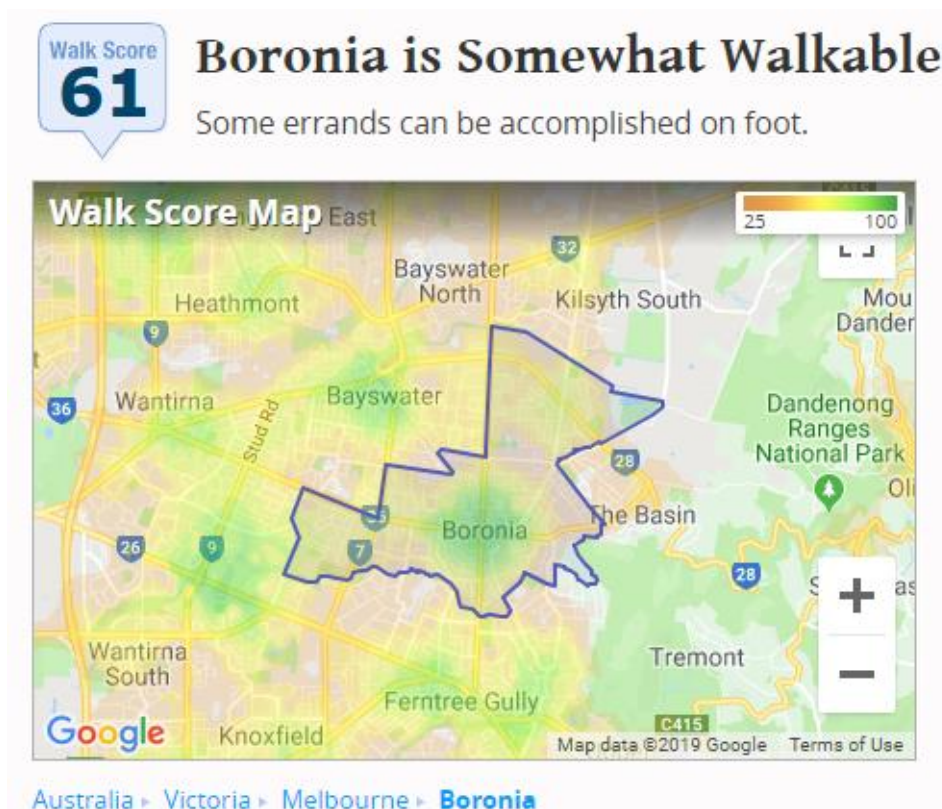 Walk Score
61
Boronia is Somewhat Walkable
Some errands can be accomplished on foot.
Walk Score Map
East
25
100
32
Bayswater
North
Kilsyth South
Heathmont
Mou
Dander
9
Wantirna
Bayswater
36
Stud Rd
Dandenong
Ranges
National Park
28
Oli
Boronia
The Basin
26
9
7
28
as
Wantirna
South
Tremont
Ferntree Gully
C415
Knoxfield
Google
Map data ©2019 Google
Terms of Use
Australia ▸ Victoria ▸ Melbourne ▸ Boronia